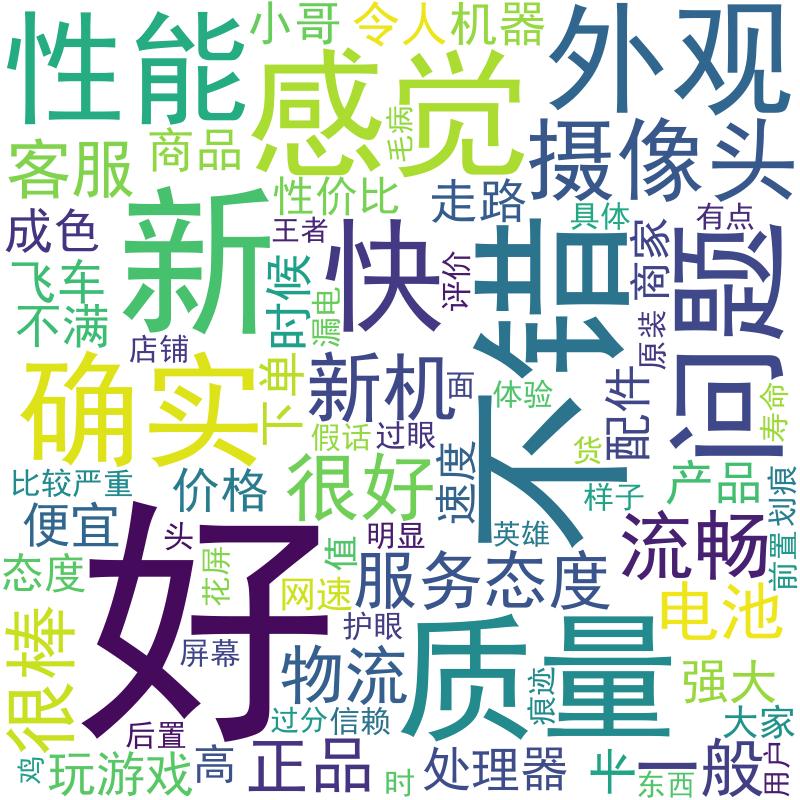 性能
小哥
令人
机器
外观
感觉
毛病
商品
客服
摄像头
性价比
走路
具体
有点
成色
新
王者
快
评价
不错
商家
问题
飞车
时候
漏电
不满
店铺
原装
确实
下单
新机
面
体验
配件
寿命
假话
过眼
货
比较严重
价格
很好
速度
样子
产品
划痕
便宜
好
头
明显
英雄
流畅
前置
态度
花屏
值
网速
服务态度
电池
很棒
屏幕
护眼
物流
质量
痕迹
强大
后置
过分
信赖
大家
鸡
玩游戏
高
正品
时
处理器
卡
东西
一般
用户